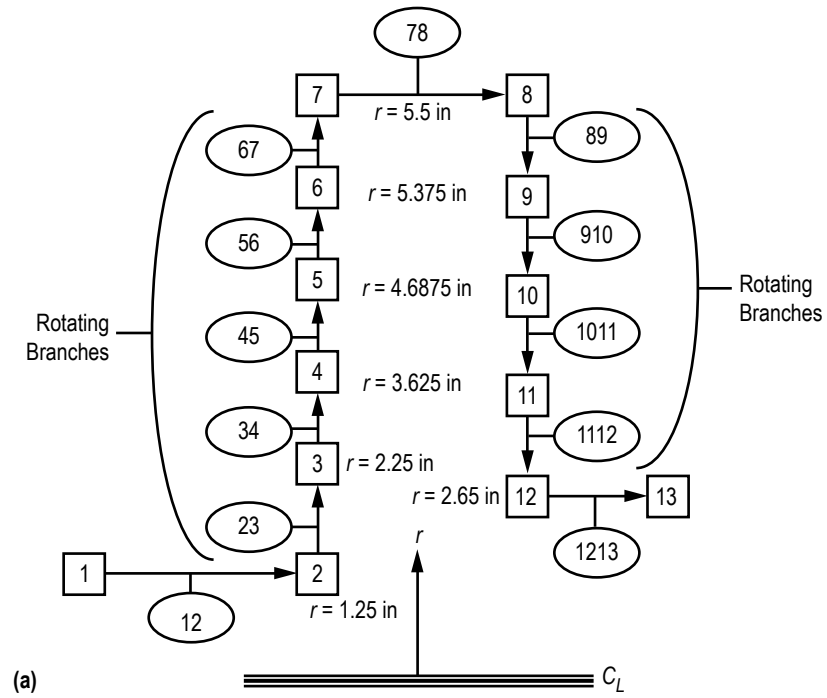 78
7
8
r = 5.5 in
67
89
6
r = 5.375 in
9
56
910
5
r = 4.6875 in
10
Rotating
Branches
Rotating
Branches
45
1011
4
r = 3.625 in
11
34
1112
3
r = 2.25 in
r = 2.65 in
12
13
23
r
1213
1
2
12
r = 1.25 in
(a)
C_L